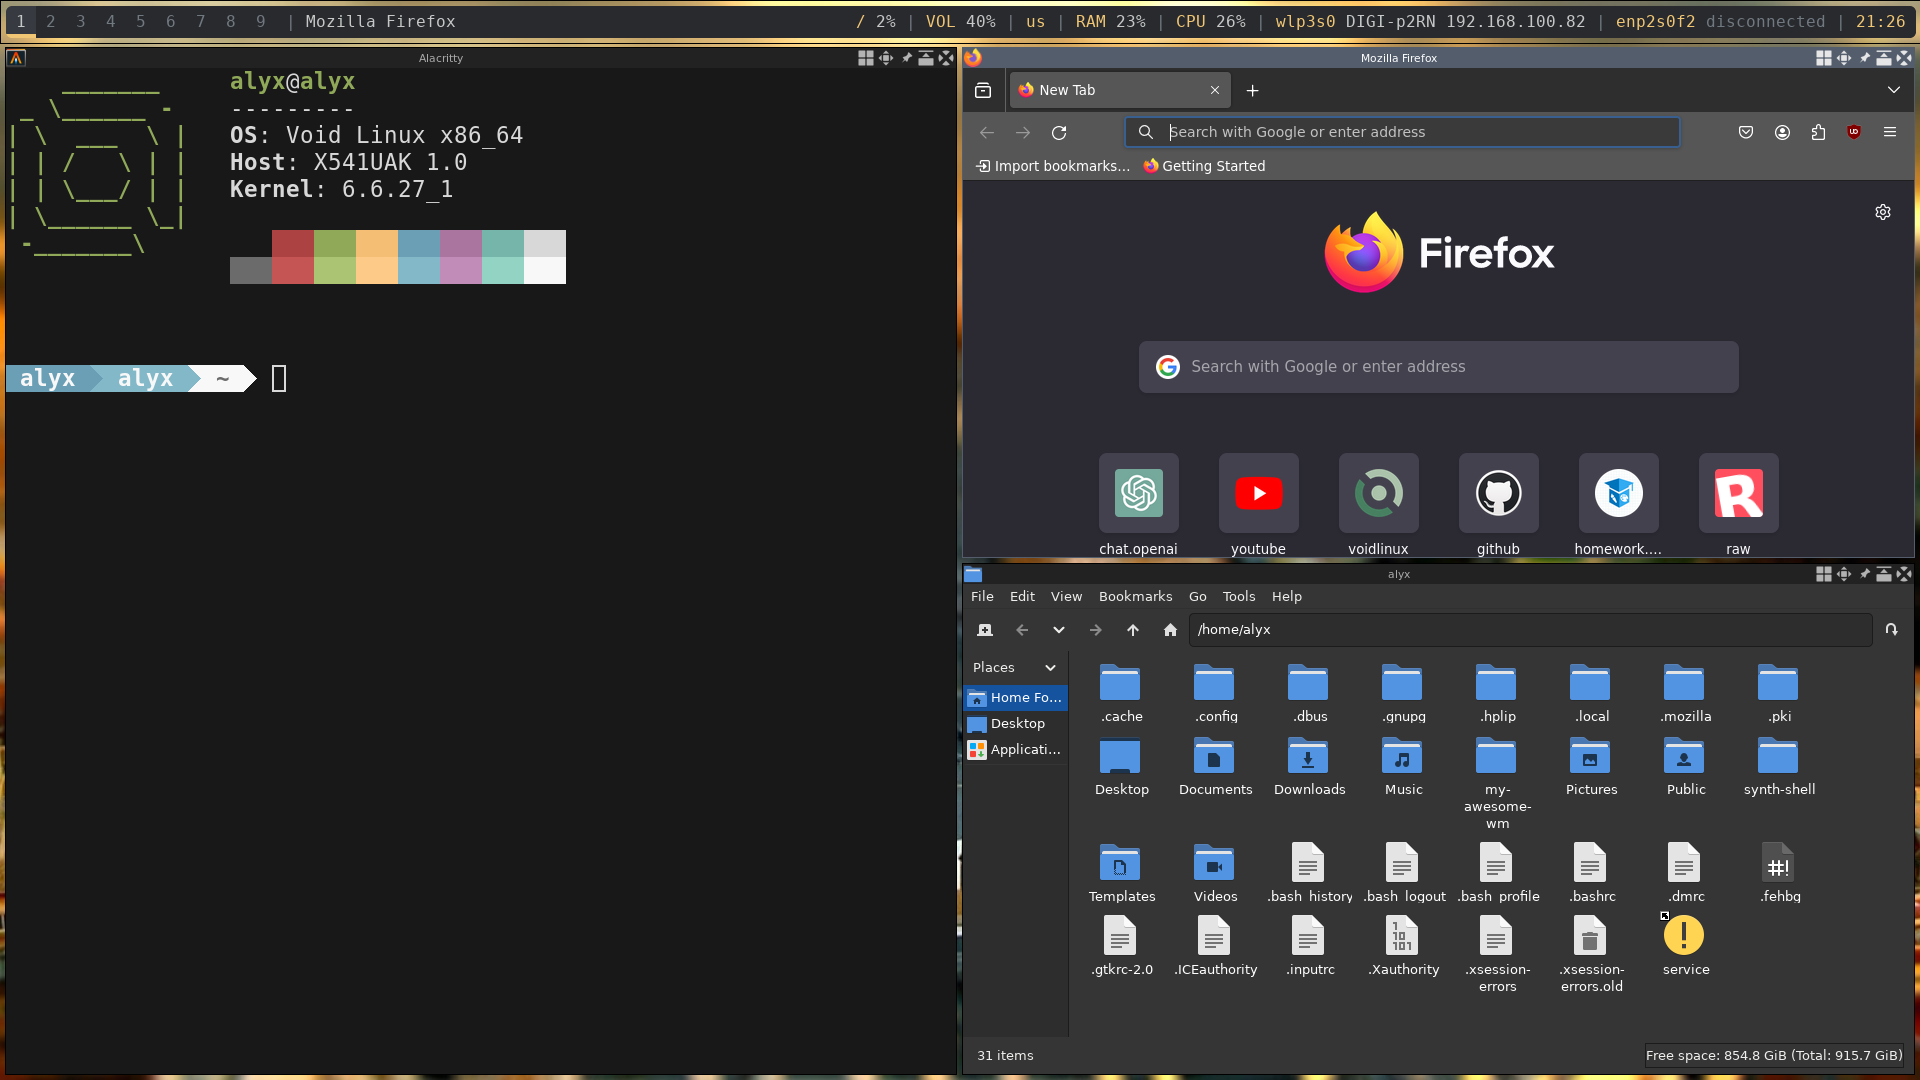 1 2 3 4 5 6 7 8 9 | Mozilla Firefox / 2% | VOL 40% | us | RAM 23% | CPU 26% | wlp3s0 DIGI-p2RN 192.168.100.82 | enp2s0f2 disconnected | 21:26
Alacritty
alyx@alyx
---------
OS: Void Linux x86_64
Host: X541UAK 1.0
Kernel: 6.6.27_1
alyx alyx ~
Mozilla Firefox
New Tab
Search with Google or enter address
Import bookmarks... Getting Started
Firefox
Search with Google or enter address
chat.openai youtube voidlinux github homework.... raw
alyx
File Edit View Bookmarks Go Tools Help
/home/alyx
Places
Home Fo...
Desktop
Applicati...
.cache .config .dbus .gnupg .hplip .local .mozilla .pki
Desktop Documents Downloads Music my-awesome-wm Pictures Public synth-shell
Templates Videos .bash_history .bash_logout .bash_profile .bashrc .dmrc .fehbg
.gtkrc-2.0 .ICEauthority .inputrc .Xauthority .xsession-errors .xsession-errors.old service
31 items
Free space: 854.8 GiB (Total: 915.7 GiB)